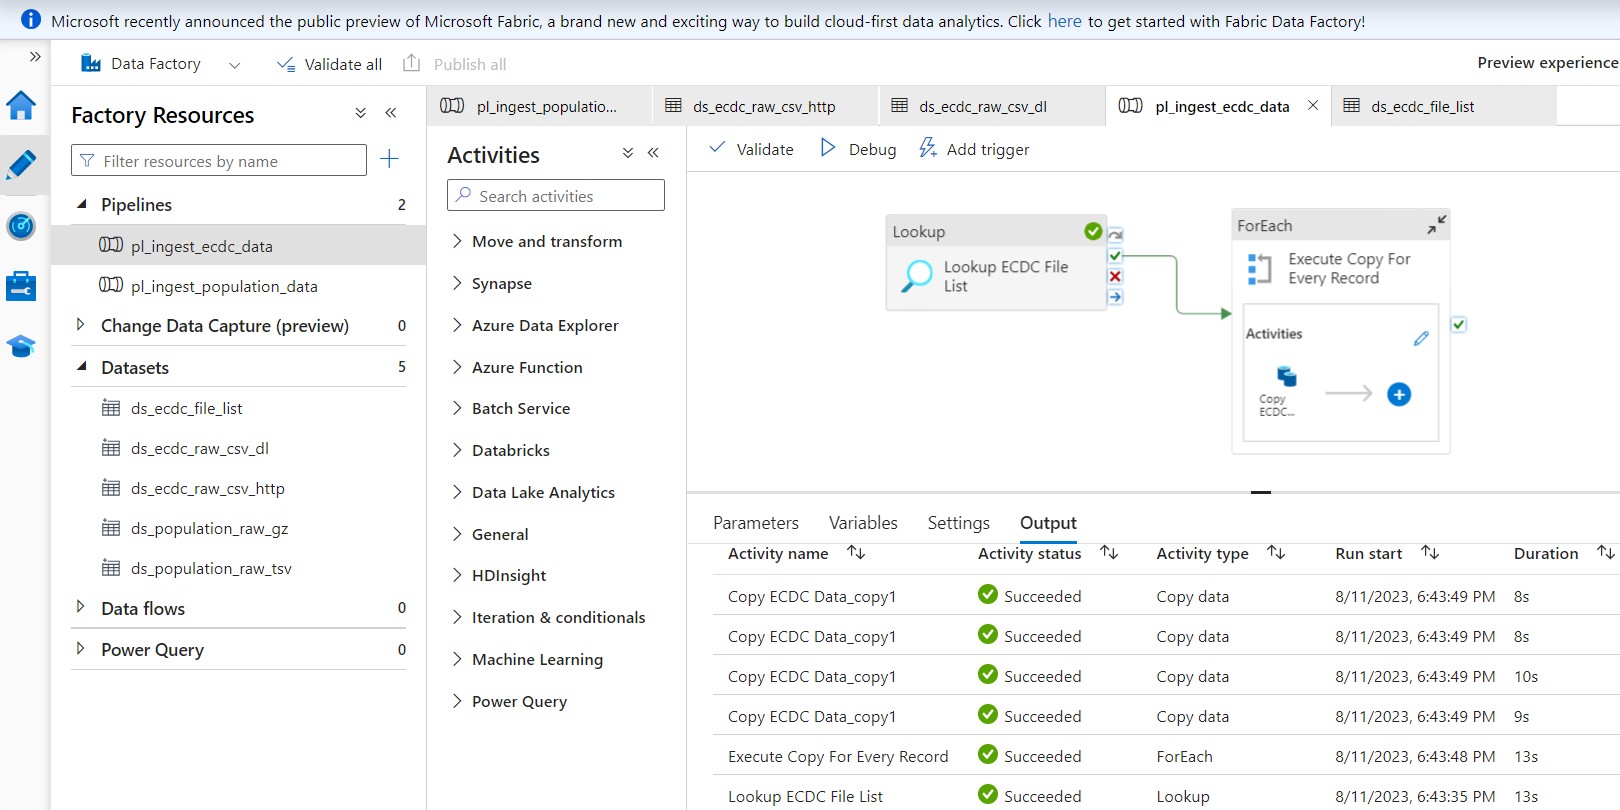 Microsoft recently announced the public preview of Microsoft Fabric, a brand new and exciting way to build cloud-first data analytics. Click here to get started with Fabric Data Factory!
Data Factory
Validate all
Publish all
Preview experience
Factory Resources
Filter resources by name
Pipelines 2
pl_ingest_ecdc_data
pl_ingest_population_data
Change Data Capture (preview) 0
Datasets 5
ds_ecdc_file_list
ds_ecdc_raw_csv_dl
ds_ecdc_raw_csv_http
ds_population_raw_gz
ds_population_raw_tsv
Data flows 0
Power Query 0
pl_ingest_populatio...
ds_ecdc_raw_csv_http
ds_ecdc_raw_csv_dl
pl_ingest_ecdc_data
ds_ecdc_file_list
Activities
Search activities
Move and transform
Synapse
Azure Data Explorer
Azure Function
Batch Service
Databricks
Data Lake Analytics
General
HDInsight
Iteration & conditionals
Machine Learning
Power Query
Validate
Debug
Add trigger
Lookup
Lookup ECDC File
List
ForEach
Execute Copy For
Every Record
Activities
Copy
ECDC...
Parameters
Variables
Settings
Output
Activity name Activity status Activity type Run start Duration
Copy ECDC Data_copy1 Succeeded Copy data 8/11/2023, 6:43:49 PM 8s
Copy ECDC Data_copy1 Succeeded Copy data 8/11/2023, 6:43:49 PM 8s
Copy ECDC Data_copy1 Succeeded Copy data 8/11/2023, 6:43:49 PM 10s
Copy ECDC Data_copy1 Succeeded Copy data 8/11/2023, 6:43:49 PM 9s
Execute Copy For Every Record Succeeded ForEach 8/11/2023, 6:43:48 PM 13s
Lookup ECDC File List Succeeded Lookup 8/11/2023, 6:43:35 PM 13s